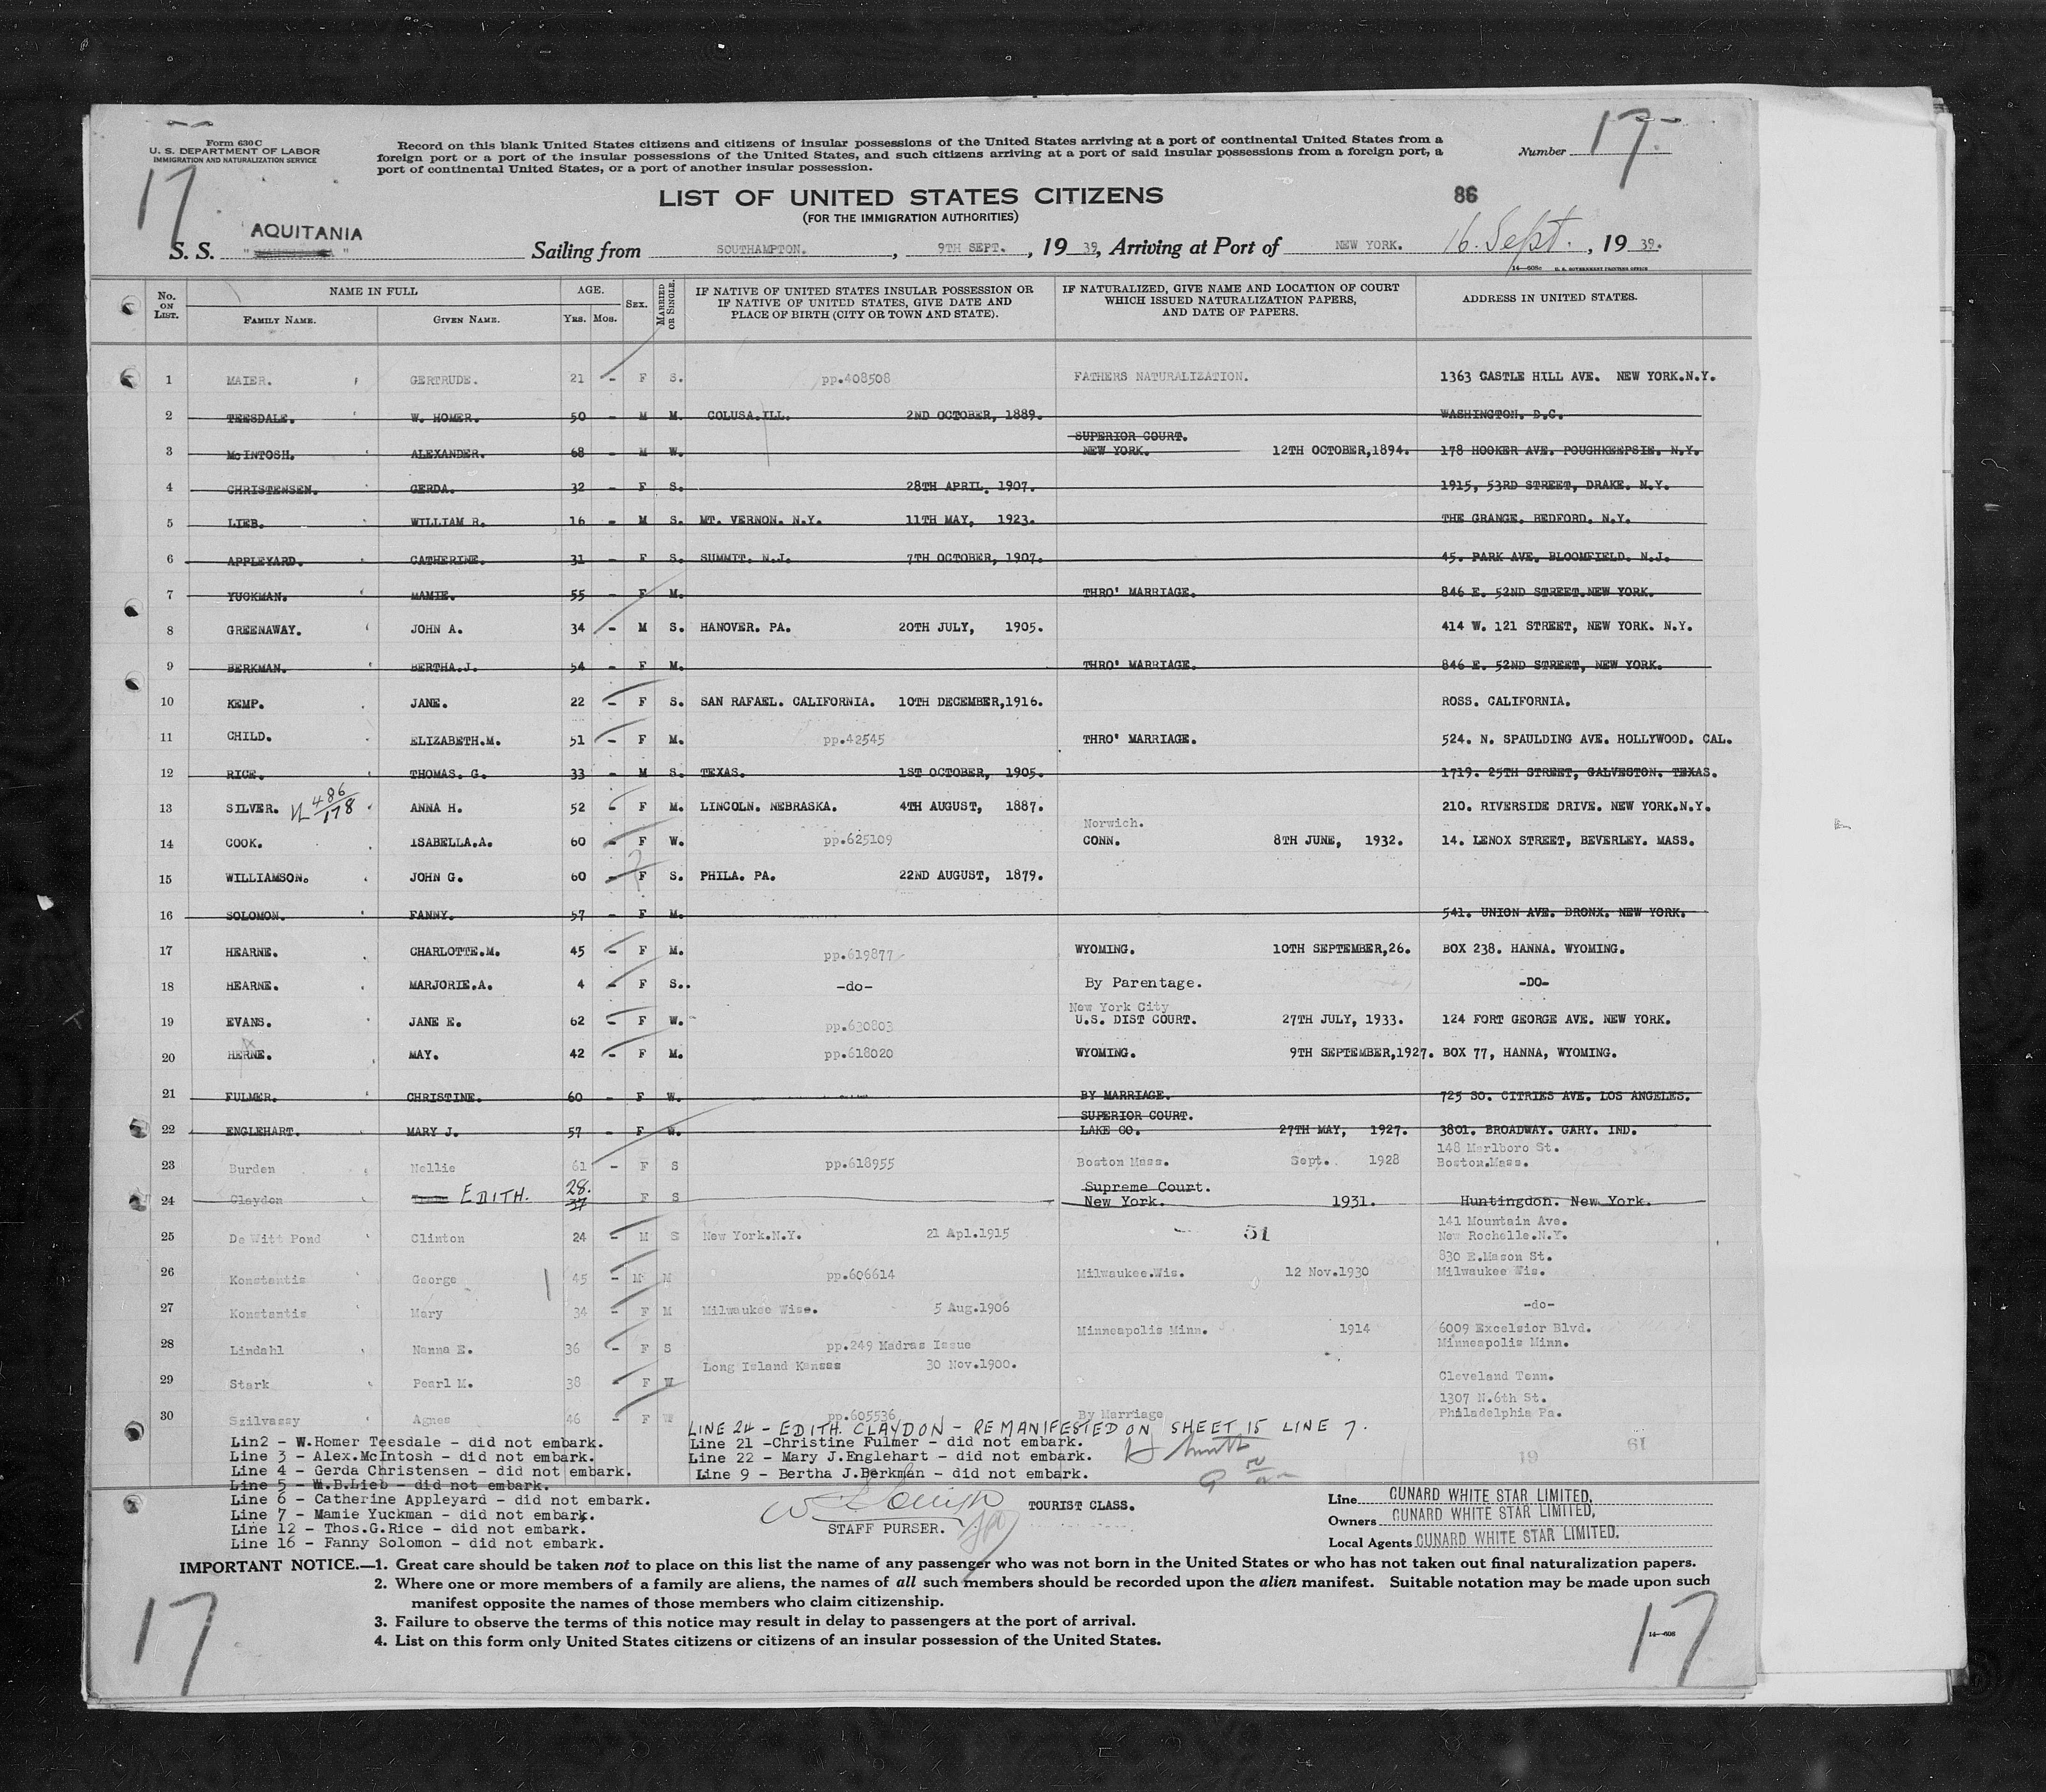 Form 630 C
U. S. DEPARTMENT OF LABOR
IMMIGRATION AND NATURALIZATION SERVICE
Record on this blank United States citizens and citizens of insular possessions of the United States arriving at a port of continental United States from a
foreign port or a port of the insular possessions of the United States, and such citizens arriving at a port of said insular possessions from a foreign port, a
port of continental United States, or a port of another insular possession.
Number 17
17
LIST OF UNITED STATES CITIZENS
(FOR THE IMMIGRATION AUTHORITIES)
86
S. S. AQUITANIA Sailing from SOUTHAMPTON. , 9TH SEPT. , 19 39, Arriving at Port of NEW YORK. 16. Sept. , 19 39.
14—608c U. S. GOVERNMENT PRINTING OFFICE
No. ON LIST. NAME IN FULL FAMILY NAME. GIVEN NAME. AGE. YRS. MOS. SEX. MARRIED OR SINGLE. IF NATIVE OF UNITED STATES INSULAR POSSESSION OR IF NATIVE OF UNITED STATES, GIVE DATE AND PLACE OF BIRTH (CITY OR TOWN AND STATE). IF NATURALIZED, GIVE NAME AND LOCATION OF COURT WHICH ISSUED NATURALIZATION PAPERS, AND DATE OF PAPERS. ADDRESS IN UNITED STATES.
1 MAIER. GERTRUDE. 21 - F S. pp.408508 FATHERS NATURALIZATION. 1363 CASTLE HILL AVE. NEW YORK.N.Y.
2 TEESDALE. W. HOMER. 50 - M M. COLUSA.ILL. 2ND OCTOBER, 1889. WASHINGTON. D.C.
3 McINTOSH. ALEXANDER. 68 - M W. SUPERIOR COURT. NEW YORK. 12TH OCTOBER,1894. 178 HOOKER AVE. POUGHKEEPSIE. N.Y.
4 CHRISTENSEN. GERDA. 32 - F S. 28TH APRIL. 1907. 1915, 53RD STREET, DRAKE. N.Y.
5 LIEB. WILLIAM R. 16 - M S. MT. VERNON. N.Y. 11TH MAY, 1923. THE GRANGE. BEDFORD. N.Y.
6 APPLEYARD. CATHERINE. 31 - F S. SUMMIT. N.J. 7TH OCTOBER, 1907. 45. PARK AVE. BLOOMFIELD. N.J.
7 YUCKMAN. MAMIE. 55 - F M. THRO' MARRIAGE. 846 E. 52ND STREET.NEW YORK.
8 GREENAWAY. JOHN A. 34 - M S. HANOVER. PA. 20TH JULY, 1905. 414 W. 121 STREET, NEW YORK. N.Y.
9 BERKMAN. BERTHA.J. 54 - F M. THRO' MARRIAGE. 846 E. 52ND STREET, NEW YORK.
10 KEMP. JANE. 22 - F S. SAN RAFAEL. CALIFORNIA. 10TH DECEMBER,1916. ROSS. CALIFORNIA.
11 CHILD. ELIZABETH.M. 51 - F M. pp.42545 THRO' MARRIAGE. 524. N. SPAULDING AVE. HOLLYWOOD. CAL.
12 RICE. THOMAS. G. 33 - M S. TEXAS. 1ST OCTOBER, 1905. 1719. 25TH STREET, GALVESTON. TEXAS.
13 SILVER. 486/178 ANNA H. 52 - F M. LINCOLN. NEBRASKA. 4TH AUGUST, 1887. 210. RIVERSIDE DRIVE. NEW YORK.N.Y.
14 COOK. ISABELLA.A. 60 - F W. pp.625109 Norwich. CONN. 8TH JUNE, 1932. 14. LENOX STREET, BEVERLEY. MASS.
15 WILLIAMSON. JOHN G. 60 - F S. PHILA. PA. 22ND AUGUST, 1879.
16 SOLOMON. FANNY. 57 - F M. 541. UNION AVE. BRONX. NEW YORK.
17 HEARNE. CHARLOTTE.M. 45 - F M. pp.619877 WYOMING. 10TH SEPTEMBER,26. BOX 238. HANNA. WYOMING.
18 HEARNE. MARJORIE.A. 4 - F S.. -do- By Parentage. -DO-
19 EVANS. JANE E. 62 - F W. pp.630803 New York City U.S. DIST COURT. 27TH JULY, 1933. 124 FORT GEORGE AVE. NEW YORK.
20 HERNE. MAY. 42 - F M. pp.618020 WYOMING. 9TH SEPTEMBER,1927. BOX 77, HANNA, WYOMING.
21 FULMER. CHRISTINE. 60 - F W. BY MARRIAGE. 725 SO. CITRIES AVE. LOS ANGELES.
22 ENGLEHART. MARY J. 57 - F W. SUPERIOR COURT. LAKE CO. 27TH MAY, 1927. 3801. BROADWAY. GARY. IND.
23 Burden Nellie 61 - F S pp.618955 Boston Mass. Sept. 1928 148 Marlboro St. Boston.Mass.
24 Claydon EDITH. 28. 37 F S Supreme Court. New York. 1931. Huntingdon. New York.
25 De Witt Pond Clinton 24 - M S New York.N.Y. 21 Apl.1915 51 141 Mountain Ave. New Rochelle.N.Y.
26 Konstantis George 45 - M M pp.606614 Milwaukee.Wis. 12 Nov.1930 830 E.Mason St. Milwaukee Wis.
27 Konstantis Mary 34 - F M Milwaukee Wise. 5 Aug.1906 -do-
28 Lindahl Nanna E. 36 - F S pp.249 Madras Issue Minneapolis Minn. 1914 6009 Excelsior Blvd. Minneapolis Minn.
29 Stark Pearl M. 38 - F W Long Island Kansas 30 Nov.1900. Cleveland Tenn.
30 Szilvassy Agnes 46 - F W pp.605536 By Marriage 1307 N.6th St. Philadelphia Pa.
LINE 24 - EDITH CLAYDON - REMANIFESTED ON SHEET 15 LINE 7.
Lin2 - W.Homer Teesdale - did not embark.
Line 3 - Alex.McIntosh - did not embark.
Line 4 - Gerda Christensen - did not embark.
Line 5 - W.B.Lieb - did not embark.
Line 6 - Catherine Appleyard - did not embark.
Line 7 - Mamie Yuckman - did not embark.
Line 12 - Thos.G.Rice - did not embark.
Line 16 - Fanny Solomon - did not embark.
Line 21 -Christine Fulmer - did not embark.
Line 22 - Mary J.Englehart - did not embark.
Line 9 - Bertha J.Berkman - did not embark.
19 61
STAFF PURSER.
TOURIST CLASS.
Line CUNARD WHITE STAR LIMITED,
Owners CUNARD WHITE STAR LIMITED,
Local Agents CUNARD WHITE STAR LIMITED.
IMPORTANT NOTICE.—1. Great care should be taken not to place on this list the name of any passenger who was not born in the United States or who has not taken out final naturalization papers.
2. Where one or more members of a family are aliens, the names of all such members should be recorded upon the alien manifest. Suitable notation may be made upon such
manifest opposite the names of those members who claim citizenship.
3. Failure to observe the terms of this notice may result in delay to passengers at the port of arrival.
4. List on this form only United States citizens or citizens of an insular possession of the United States.
14—608
17
17